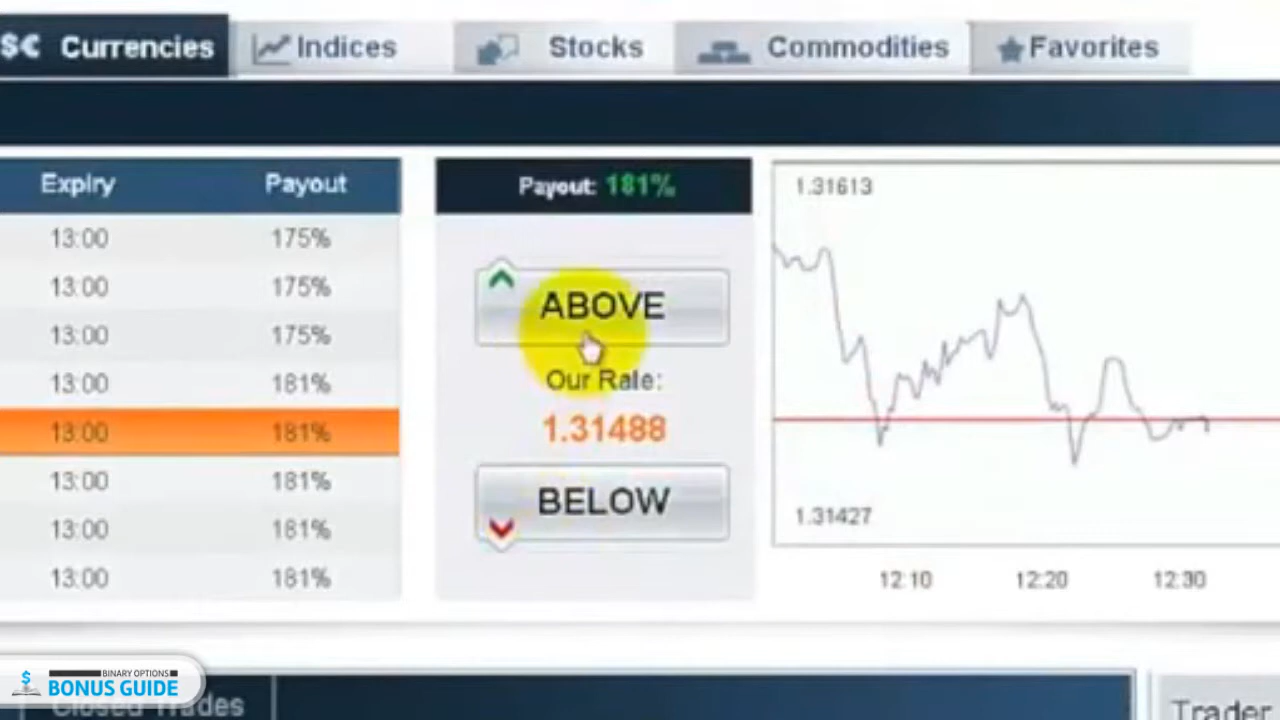 $€ Currencies
Indices
Stocks
Commodities
Favorites
Expiry Payout
13:00 175%
13:00 175%
13:00 175%
13:00 181%
13:00 181%
13:00 181%
13:00 181%
13:00 181%
Payout: 181%
ABOVE
Our Rate:
1.31488
BELOW
1.31613
1.31427
12:10 12:20 12:30
BINARY OPTIONS
BONUS GUIDE
Closed Trades
Trader